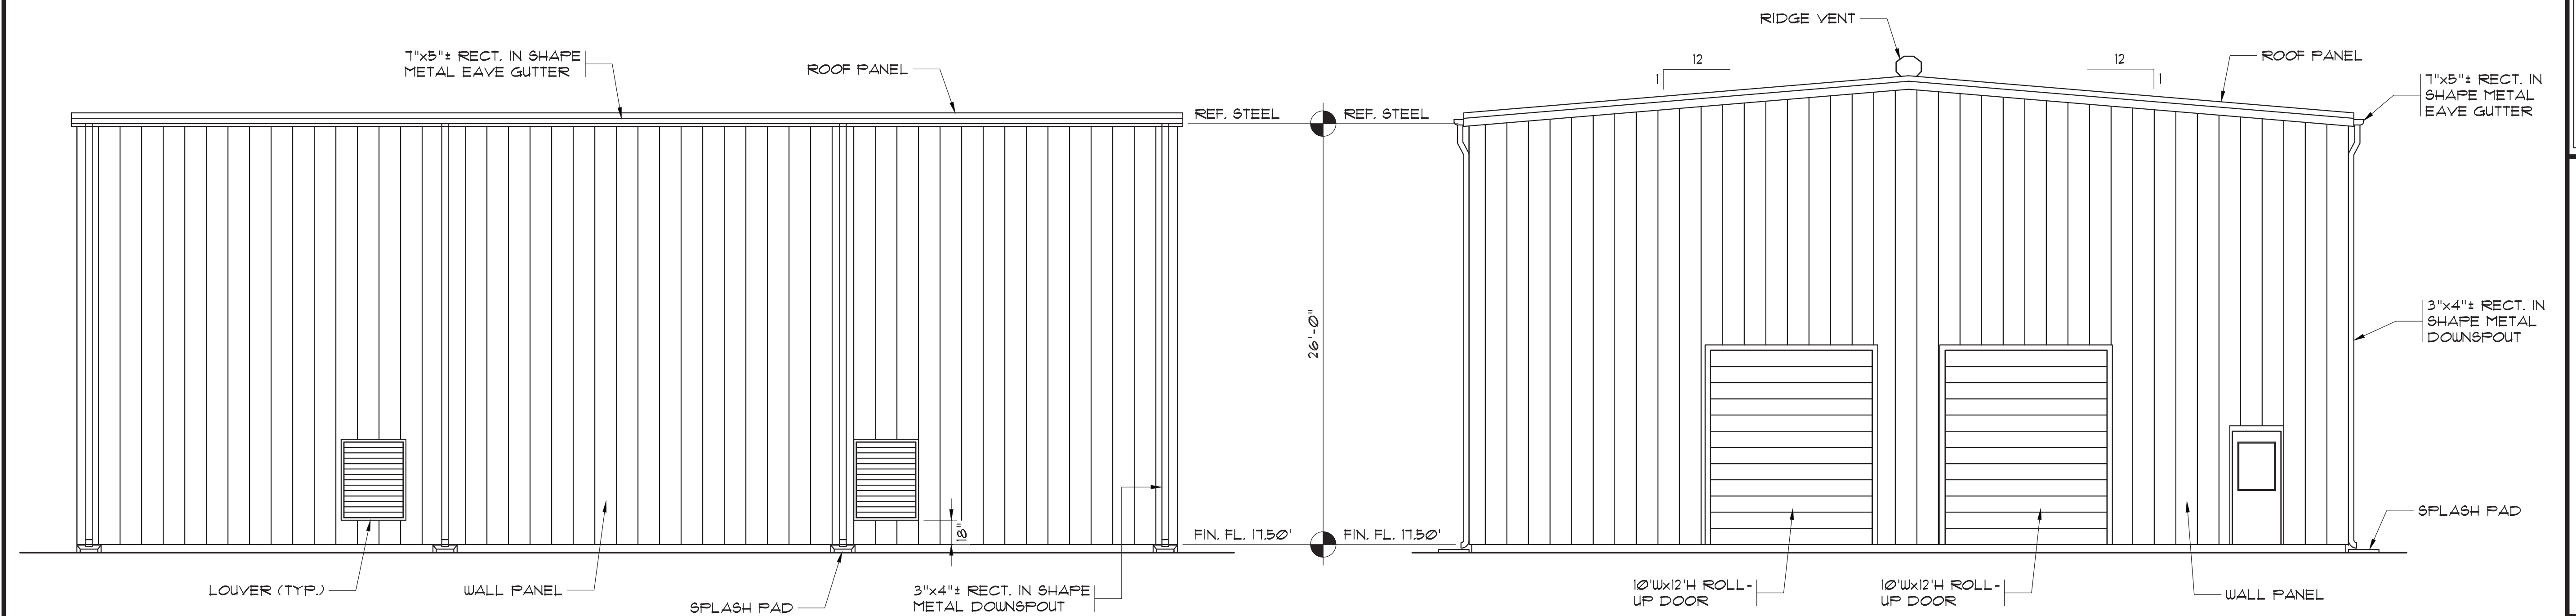 7"x5"± RECT. IN SHAPE
METAL EAVE GUTTER
ROOF PANEL
REF. STEEL
REF. STEEL
26'-0"
FIN. FL. 17.50'
FIN. FL. 17.50'
18"
LOUVER (TYP.)
WALL PANEL
SPLASH PAD
3"x4"± RECT. IN SHAPE
METAL DOWNSPOUT
RIDGE VENT
12
1
12
1
ROOF PANEL
7"x5"± RECT. IN
SHAPE METAL
EAVE GUTTER
3"x4"± RECT. IN
SHAPE METAL
DOWNSPOUT
SPLASH PAD
10'Wx12'H ROLL-
UP DOOR
10'Wx12'H ROLL-
UP DOOR
WALL PANEL